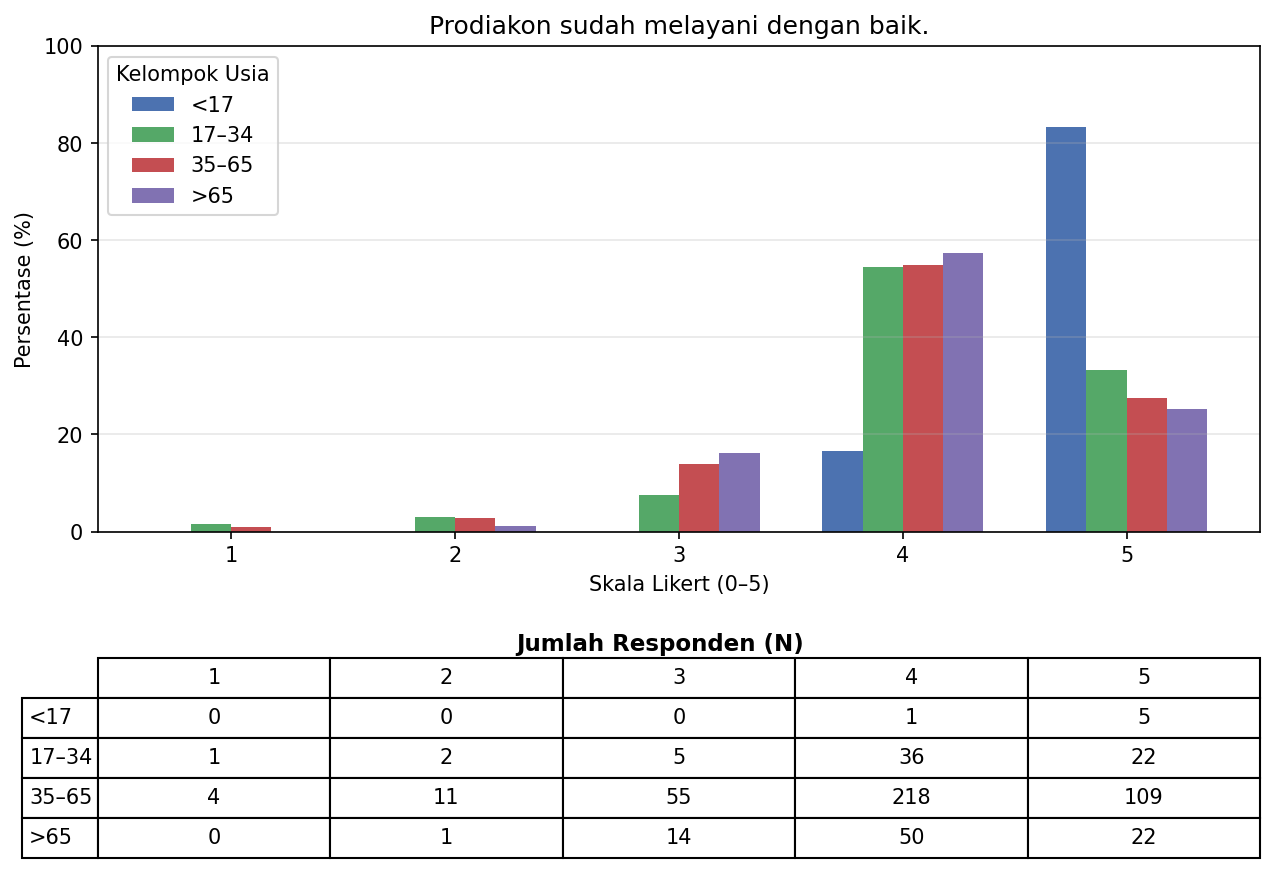 Prodiakon sudah melayani dengan baik.
100
80
60
40
20
0
Persentase (%)
Kelompok Usia
<17
17–34
35–65
>65
1 2 3 4 5
Skala Likert (0–5)
Jumlah Responden (N)
1 2 3 4 5
<17 0 0 0 1 5
17–34 1 2 5 36 22
35–65 4 11 55 218 109
>65 0 1 14 50 22